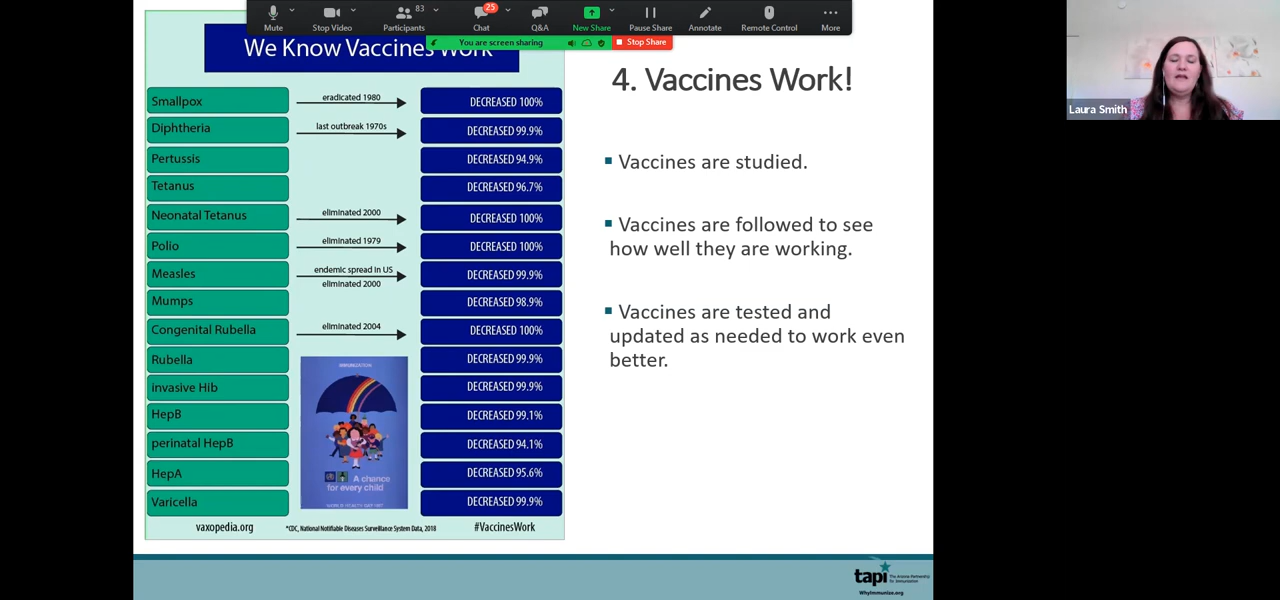 Mute
Stop Video
83
Participants
25
Chat
Q&A
New Share
Pause Share
Annotate
Remote Control
More
You are screen sharing
Stop Share
We Know Vaccines Work
Smallpox
eradicated 1980
DECREASED 100%
Diphtheria
last outbreak 1970s
DECREASED 99.9%
Pertussis
DECREASED 94.9%
Tetanus
DECREASED 96.7%
Neonatal Tetanus
eliminated 2000
DECREASED 100%
Polio
eliminated 1979
DECREASED 100%
Measles
endemic spread in US
eliminated 2000
DECREASED 99.9%
Mumps
DECREASED 98.9%
Congenital Rubella
eliminated 2004
DECREASED 100%
Rubella
DECREASED 99.9%
invasive Hib
DECREASED 99.9%
HepB
DECREASED 99.1%
perinatal HepB
DECREASED 94.1%
HepA
DECREASED 95.6%
Varicella
DECREASED 99.9%
IMMUNIZATION
A chance
for every child
vaxopedia.org
*CDC, National Notifiable Diseases Surveillance System Data, 2018
#VaccinesWork
4. Vaccines Work!
Vaccines are studied.
Vaccines are followed to see
how well they are working.
Vaccines are tested and
updated as needed to work even
better.
Laura Smith
tapi
The Arizona Partnership
for Immunization
WhyImmunize.org